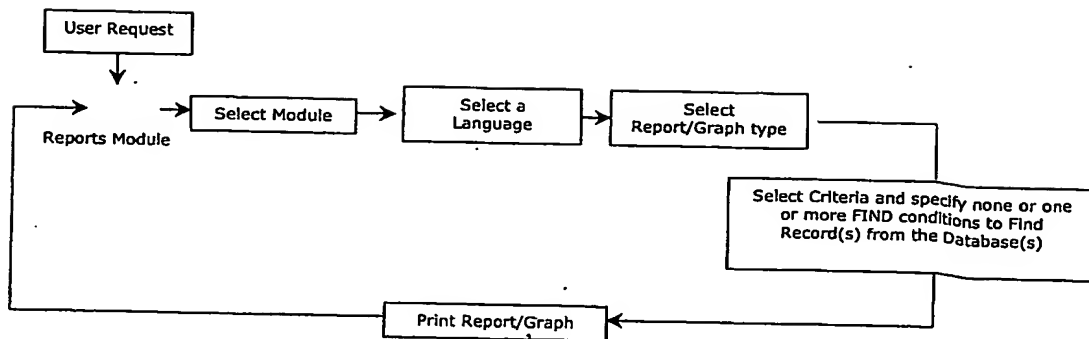 User Request
Reports Module
Select Module
Select a
Language
Select
Report/Graph type
Select Criteria and specify none or one
or more FIND conditions to Find
Record(s) from the Database(s)
Print Report/Graph